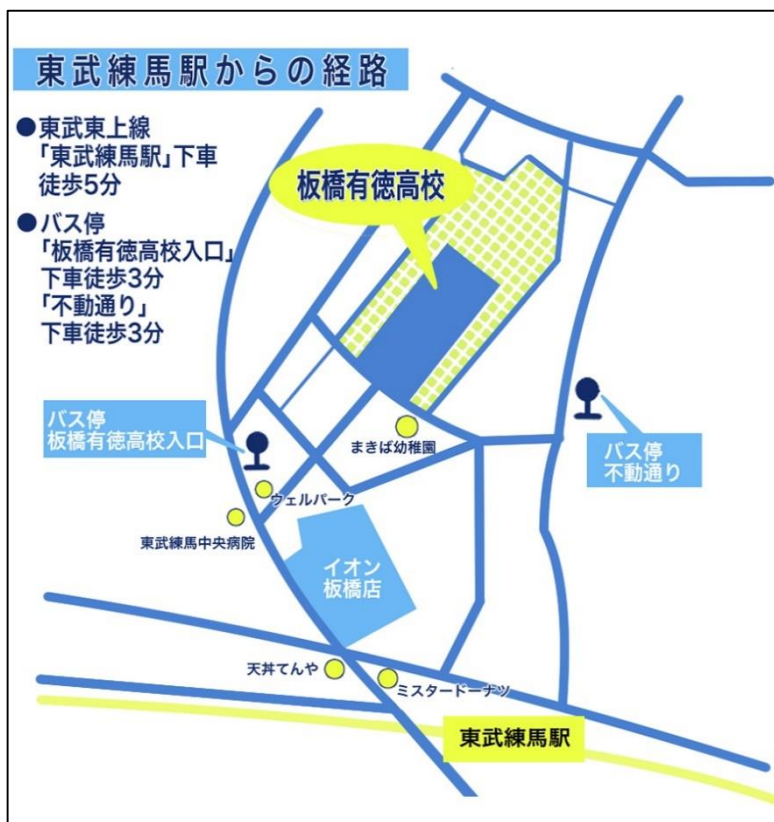 東武練馬駅からの経路
●東武東上線
「東武練馬駅」下車
徒歩5分
●バス停
「板橋有徳高校入口」
下車徒歩3分
「不動通り」
下車徒歩3分
板橋有徳高校
バス停
板橋有徳高校入口
まきば幼稚園
バス停
不動通り
ウェルパーク
東武練馬中央病院
イオン
板橋店
天丼てんや
ミスタードーナツ
東武練馬駅